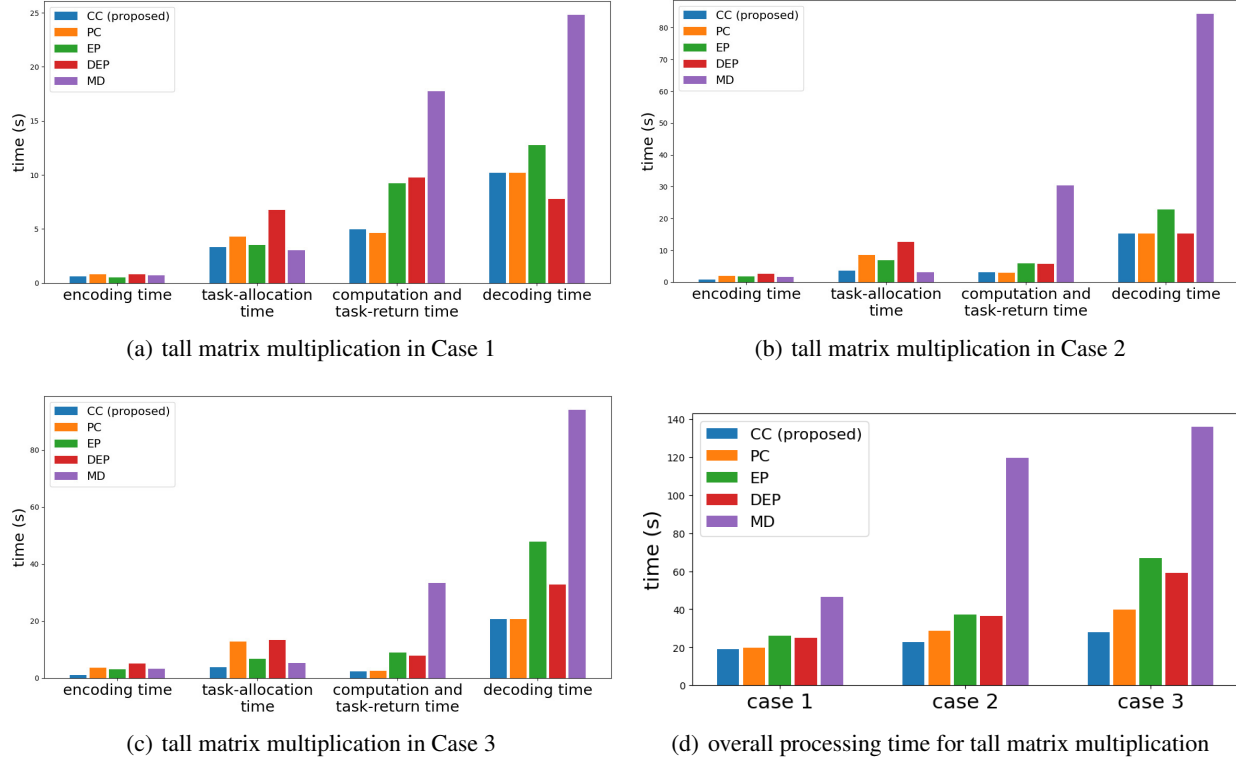 25
20
15
10
5
0
time (s)
CC (proposed)
PC
EP
DEP
MD
encoding time
task-allocation
time
computation and
task-return time
decoding time
(a) tall matrix multiplication in Case 1
80
70
60
50
40
30
20
10
0
time (s)
CC (proposed)
PC
EP
DEP
MD
encoding time
task-allocation
time
computation and
task-return time
decoding time
(b) tall matrix multiplication in Case 2
80
60
40
20
0
time (s)
CC (proposed)
PC
EP
DEP
MD
encoding time
task-allocation
time
computation and
task-return time
decoding time
(c) tall matrix multiplication in Case 3
140
120
100
80
60
40
20
0
time (s)
CC (proposed)
PC
EP
DEP
MD
case 1
case 2
case 3
(d) overall processing time for tall matrix multiplication